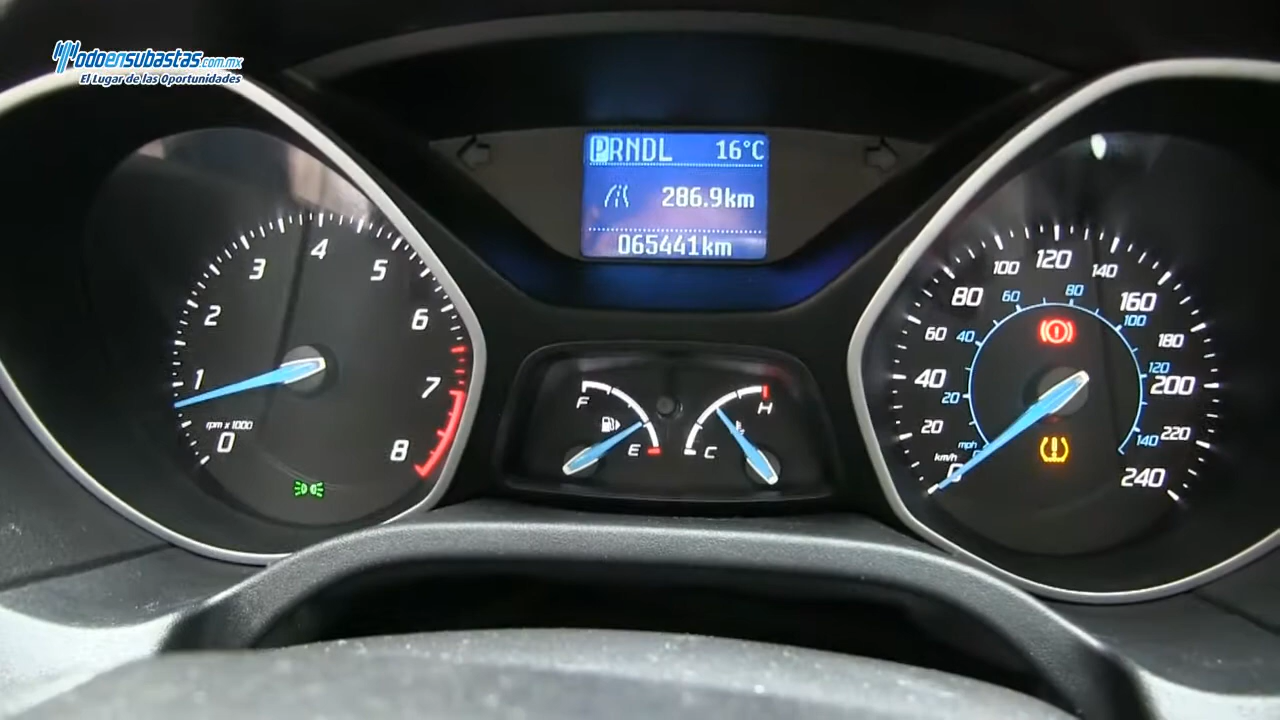 Todoensubastas.com.mx
El Lugar de las Oportunidades
PRNDL 16°C
286.9km
065441km
0 1 2 3 4 5 6 7 8
rpm x 1000
F E
C H
0 20 40 60 80 100 120 140 160 180 200 220 240
km/h
20 40 60 80 100 120 140
mph